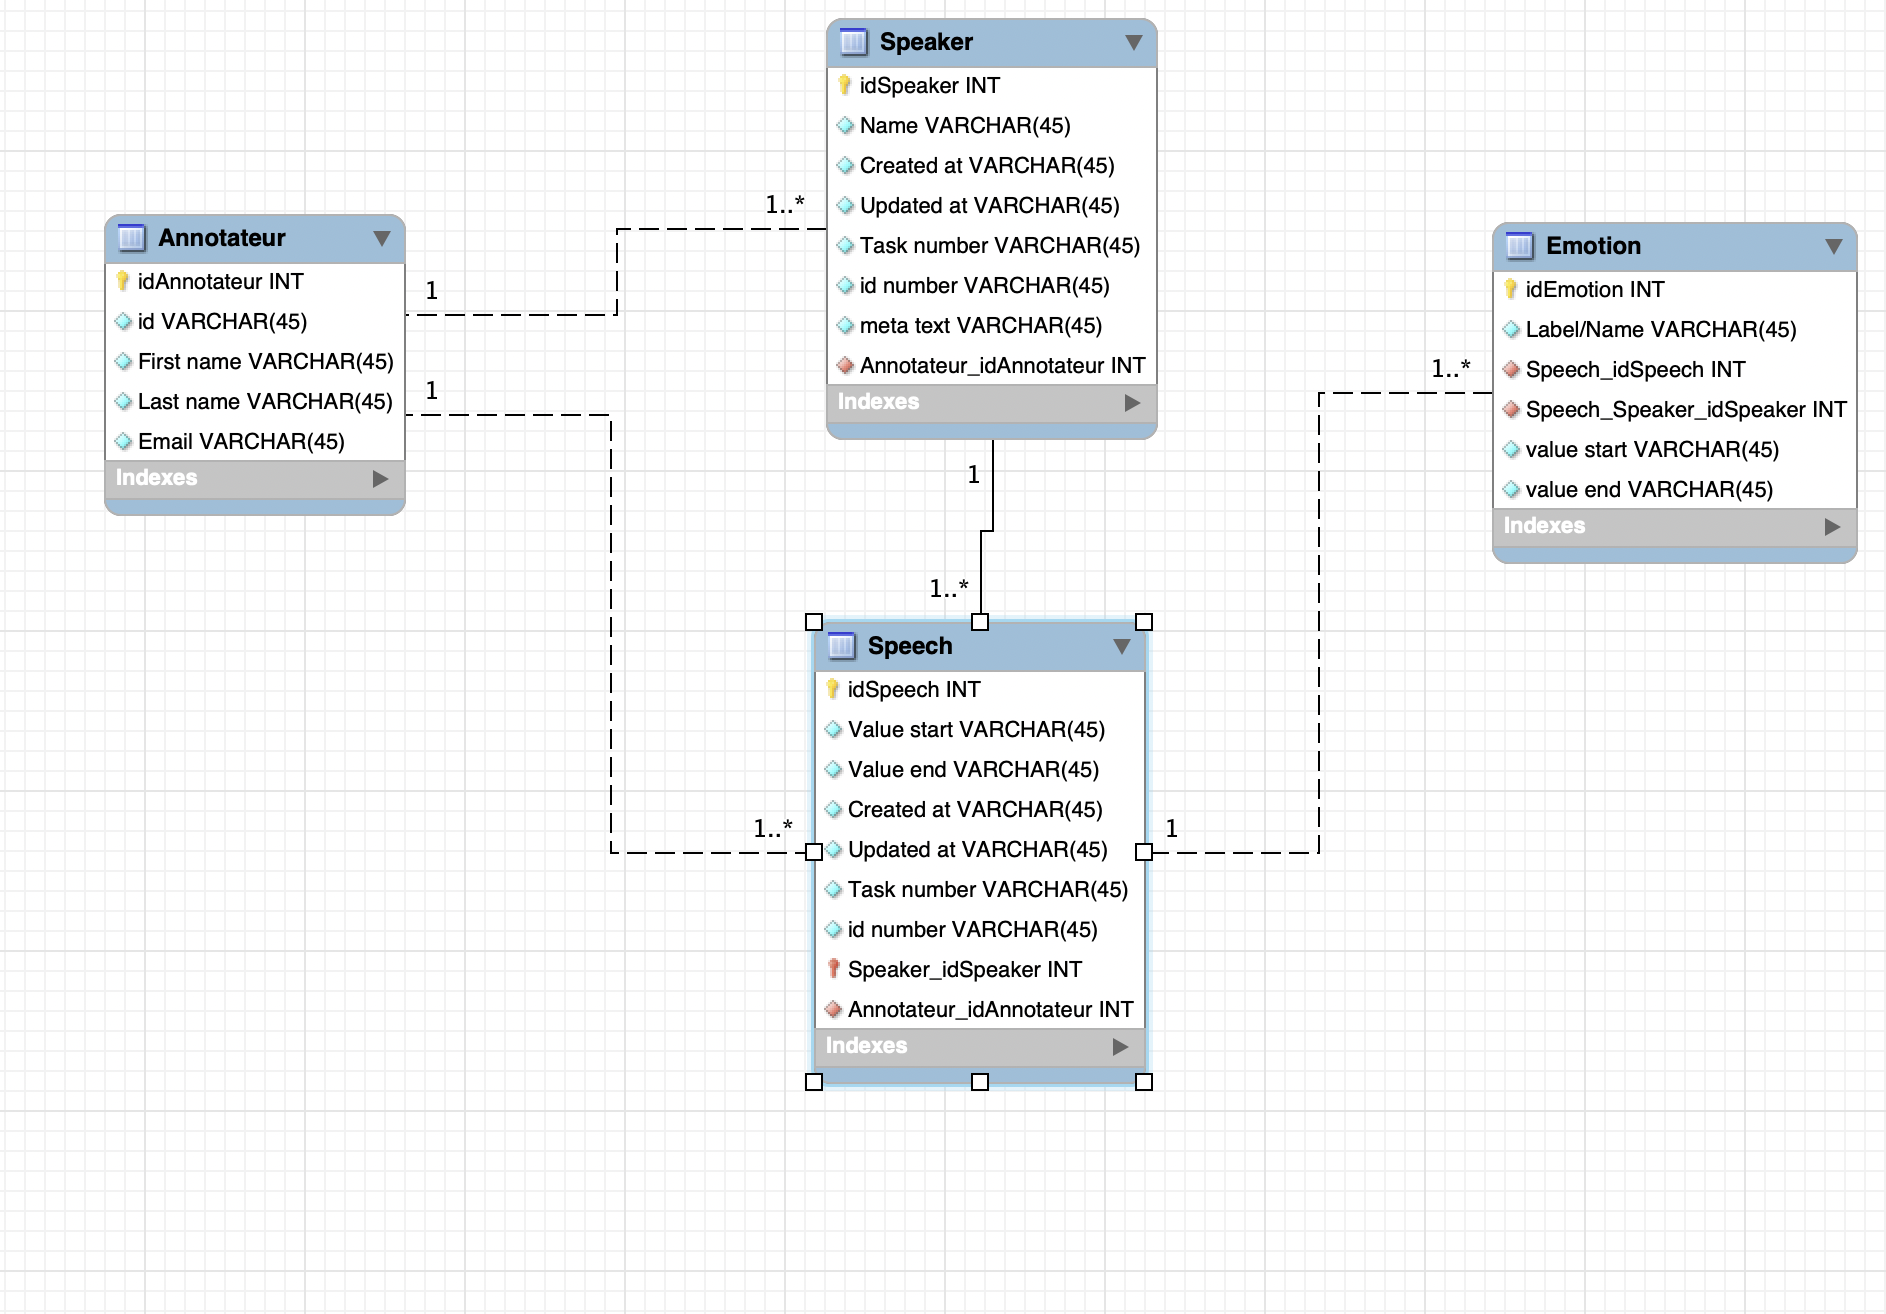 Speaker
idSpeaker INT
Name VARCHAR(45)
Created at VARCHAR(45)
Updated at VARCHAR(45)
Task number VARCHAR(45)
id number VARCHAR(45)
meta text VARCHAR(45)
Annotateur_idAnnotateur INT
Indexes
1..*
1
Annotateur
idAnnotateur INT
id VARCHAR(45)
First name VARCHAR(45)
Last name VARCHAR(45)
Email VARCHAR(45)
Indexes
1
1
Emotion
idEmotion INT
Label/Name VARCHAR(45)
Speech_idSpeech INT
Speech_Speaker_idSpeaker INT
value start VARCHAR(45)
value end VARCHAR(45)
Indexes
1..*
1..*
Speech
idSpeech INT
Value start VARCHAR(45)
Value end VARCHAR(45)
Created at VARCHAR(45)
Updated at VARCHAR(45)
Task number VARCHAR(45)
id number VARCHAR(45)
Speaker_idSpeaker INT
Annotateur_idAnnotateur INT
Indexes
1..*
1